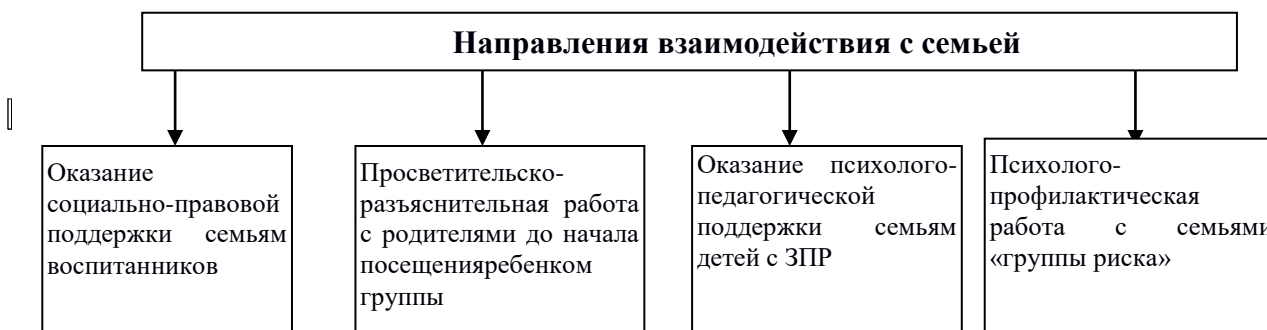 Направления взаимодействия с семьей
Оказание
социально-правовой
поддержки семьям
воспитанников
Просветительско-
разъяснительная работа
с родителями до начала
посещенияребенком
группы
Оказание психолого-
педагогической
поддержки семьям
детей с ЗПР
Психолого-
профилактическая
работа с семьями
«группы риска»